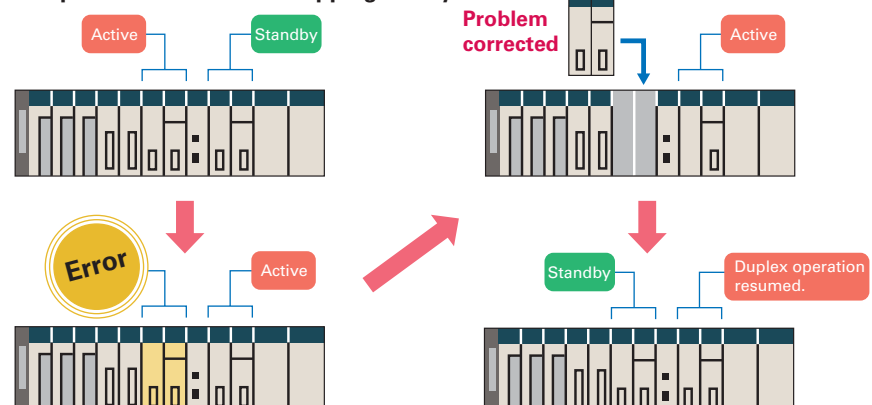 Active
Standby
Problem
corrected
Active
Error
Active
Standby
Duplex operation
resumed.